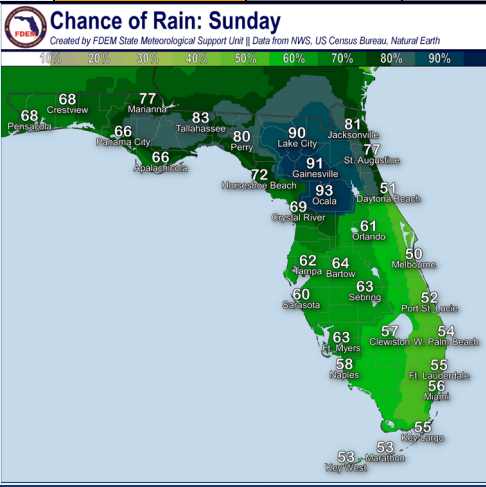 Chance of Rain: Sunday
Created by FDEM State Meteorological Support Unit || Data from NWS, US Census Bureau, Natural Earth
FDEM
10% 20% 30% 40% 50% 60% 70% 80% 90%
68
Crestview
77
Marianna
68
Pensacola
83
Tallahassee
66
Panama City
80
Perry
90
Lake City
81
Jacksonville
66
Apalachicola
77
St. Augustine
91
Gainesville
72
Horseshoe Beach
93
Ocala
51
Daytona Beach
69
Crystal River
61
Orlando
50
Melbourne
62
Tampa
64
Bartow
63
Sebring
60
Sarasota
52
Port St. Lucie
63
Ft. Myers
57
Clewiston
54
W. Palm Beach
58
Naples
55
Ft. Lauderdale
56
Miami
55
Key Largo
53
Marathon
53
Key West